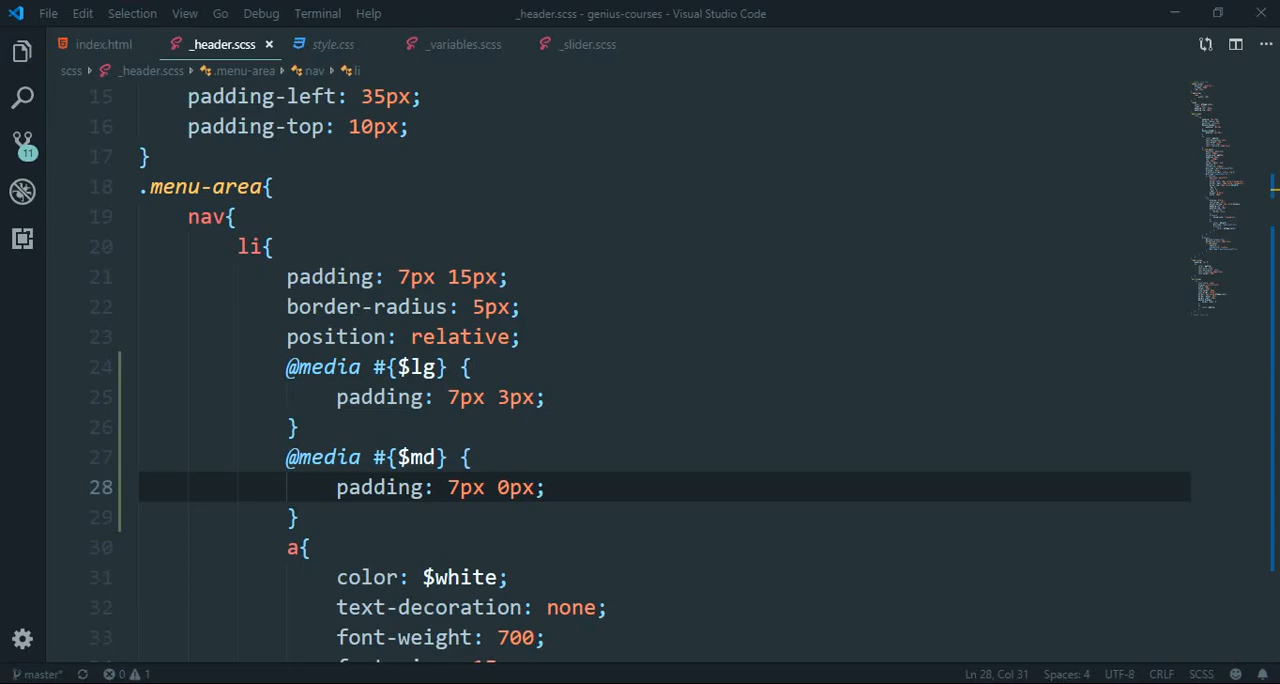 File Edit Selection View Go Debug Terminal Help _header.scss - genius-courses - Visual Studio Code
index.html _header.scss × style.css _variables.scss _slider.scss
scss _header.scss .menu-area nav li
15 padding-left: 35px;
16 padding-top: 10px;
17 }
18 .menu-area{
19 nav{
20 li{
21 padding: 7px 15px;
22 border-radius: 5px;
23 position: relative;
24 @media #{$lg} {
25 padding: 7px 3px;
26 }
27 @media #{$md} {
28 padding: 7px 0px;
29 }
30 a{
31 color: $white;
32 text-decoration: none;
33 font-weight: 700;
11
master* 0 1 Ln 28, Col 31 Spaces: 4 UTF-8 CRLF SCSS